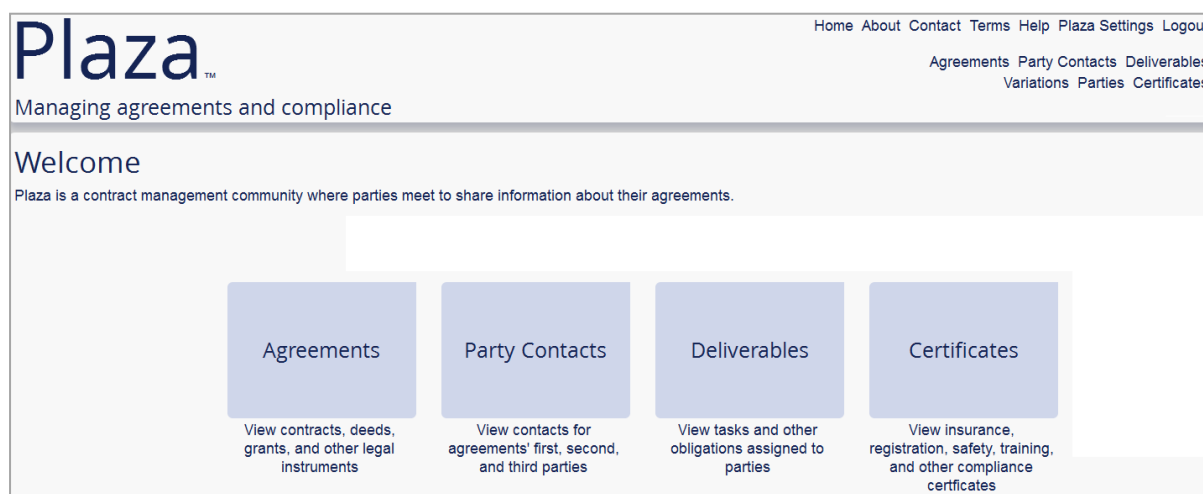 Plaza™
Home About Contact Terms Help Plaza Settings Logou
Agreements Party Contacts Deliverables
Variations Parties Certificates
Managing agreements and compliance
Welcome
Plaza is a contract management community where parties meet to share information about their agreements.
Agreements
View contracts, deeds,
grants, and other legal
instruments
Party Contacts
View contacts for
agreements' first, second,
and third parties
Deliverables
View tasks and other
obligations assigned to
parties
Certificates
View insurance,
registration, safety, training,
and other compliance
certficates